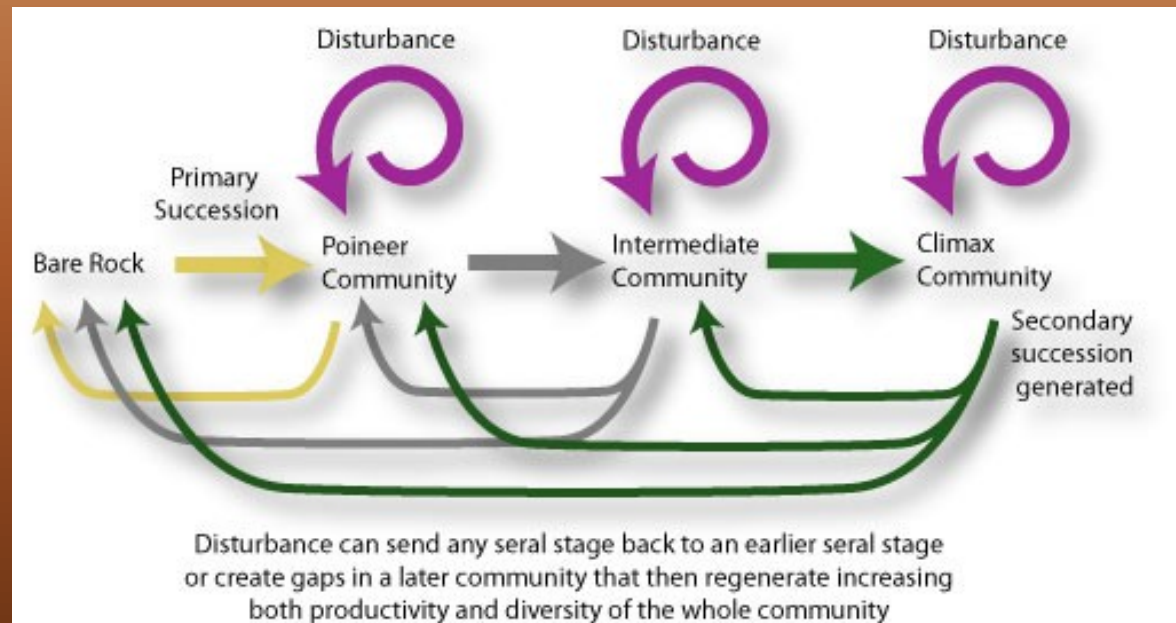 Disturbance
Disturbance
Disturbance
Primary
Succession
Bare Rock
Poineer
Community
Intermediate
Community
Climax
Community
Secondary
succession
generated
Disturbance can send any seral stage back to an earlier seral stage
or create gaps in a later community that then regenerate increasing
both productivity and diversity of the whole community